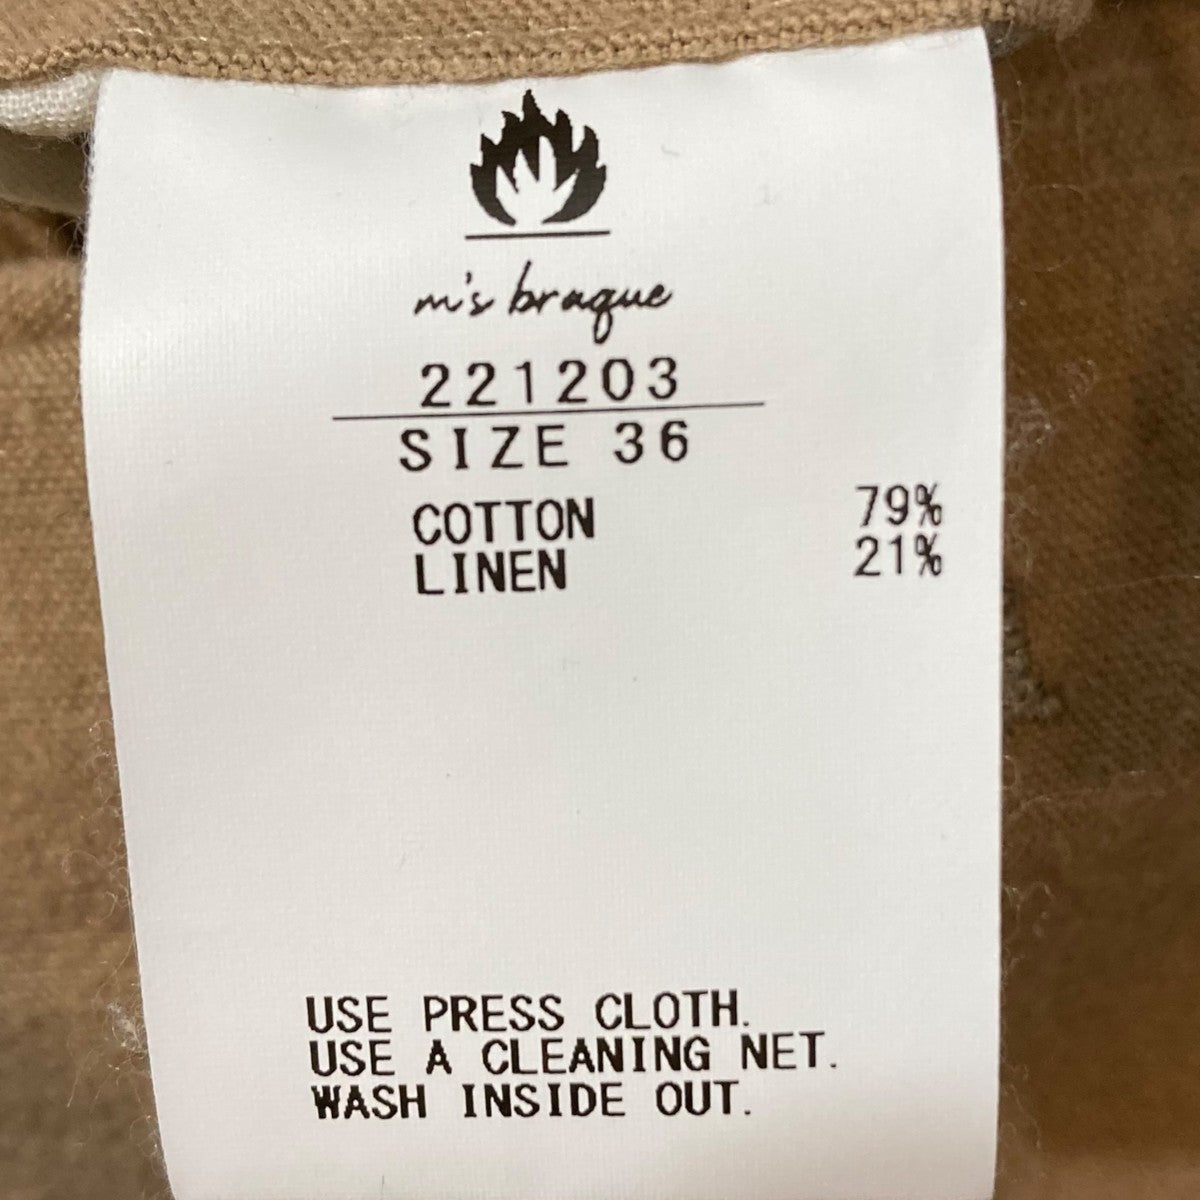 m's braque
221203
SIZE 36
COTTON 79%
LINEN 21%
USE PRESS CLOTH.
USE A CLEANING NET.
WASH INSIDE OUT.